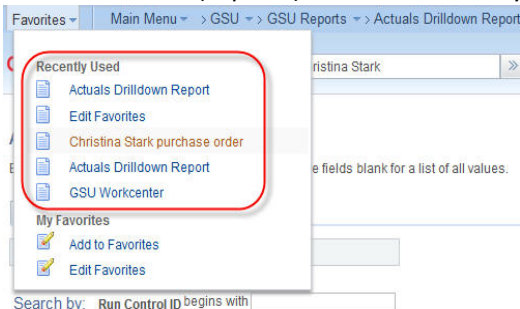 Favorites Main Menu > GSU > GSU Reports > Actuals Drilldown Report
Recently Used
ristina Stark »
Actuals Drilldown Report
Edit Favorites
Christina Stark purchase order
Actuals Drilldown Report
e fields blank for a list of all values.
GSU Workcenter
My Favorites
Add to Favorites
Edit Favorites
Search by: Run Control ID begins with